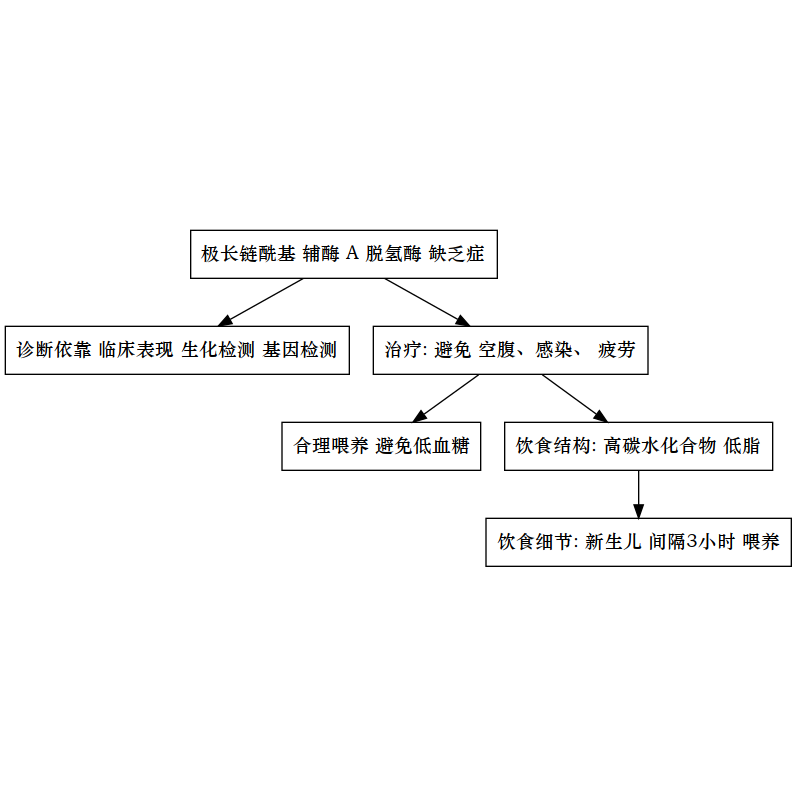 极长链酰基 辅酶 A 脱氢酶 缺乏症
诊断依靠 临床表现 生化检测 基因检测
治疗: 避免 空腹、感染、 疲劳
合理喂养 避免低血糖
饮食结构: 高碳水化合物 低脂
饮食细节: 新生儿 间隔3小时 喂养